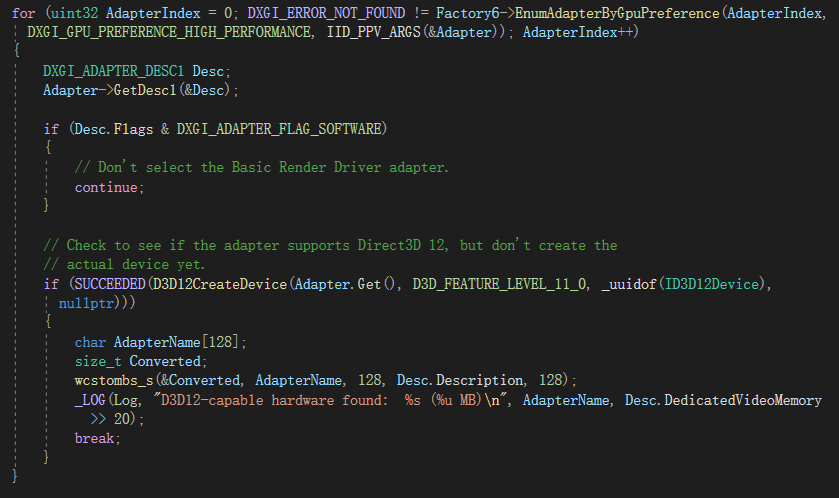 for (uint32 AdapterIndex = 0; DXGI_ERROR_NOT_FOUND != Factory6->EnumAdapterByGpuPreference(AdapterIndex,
DXGI_GPU_PREFERENCE_HIGH_PERFORMANCE, IID_PPV_ARGS(&Adapter)); AdapterIndex++)
{
DXGI_ADAPTER_DESC1 Desc;
Adapter->GetDesc1(&Desc);
if (Desc.Flags & DXGI_ADAPTER_FLAG_SOFTWARE)
{
// Don't select the Basic Render Driver adapter.
continue;
}
// Check to see if the adapter supports Direct3D 12, but don't create the
// actual device yet.
if (SUCCEEDED(D3D12CreateDevice(Adapter.Get(), D3D_FEATURE_LEVEL_11_0, _uuidof(ID3D12Device),
nullptr)))
{
char AdapterName[128];
size_t Converted;
wcstombs_s(&Converted, AdapterName, 128, Desc.Description, 128);
_LOG(Log, "D3D12-capable hardware found:  %s (%u MB)\n", AdapterName, Desc.DedicatedVideoMemory
>> 20);
break;
}
}